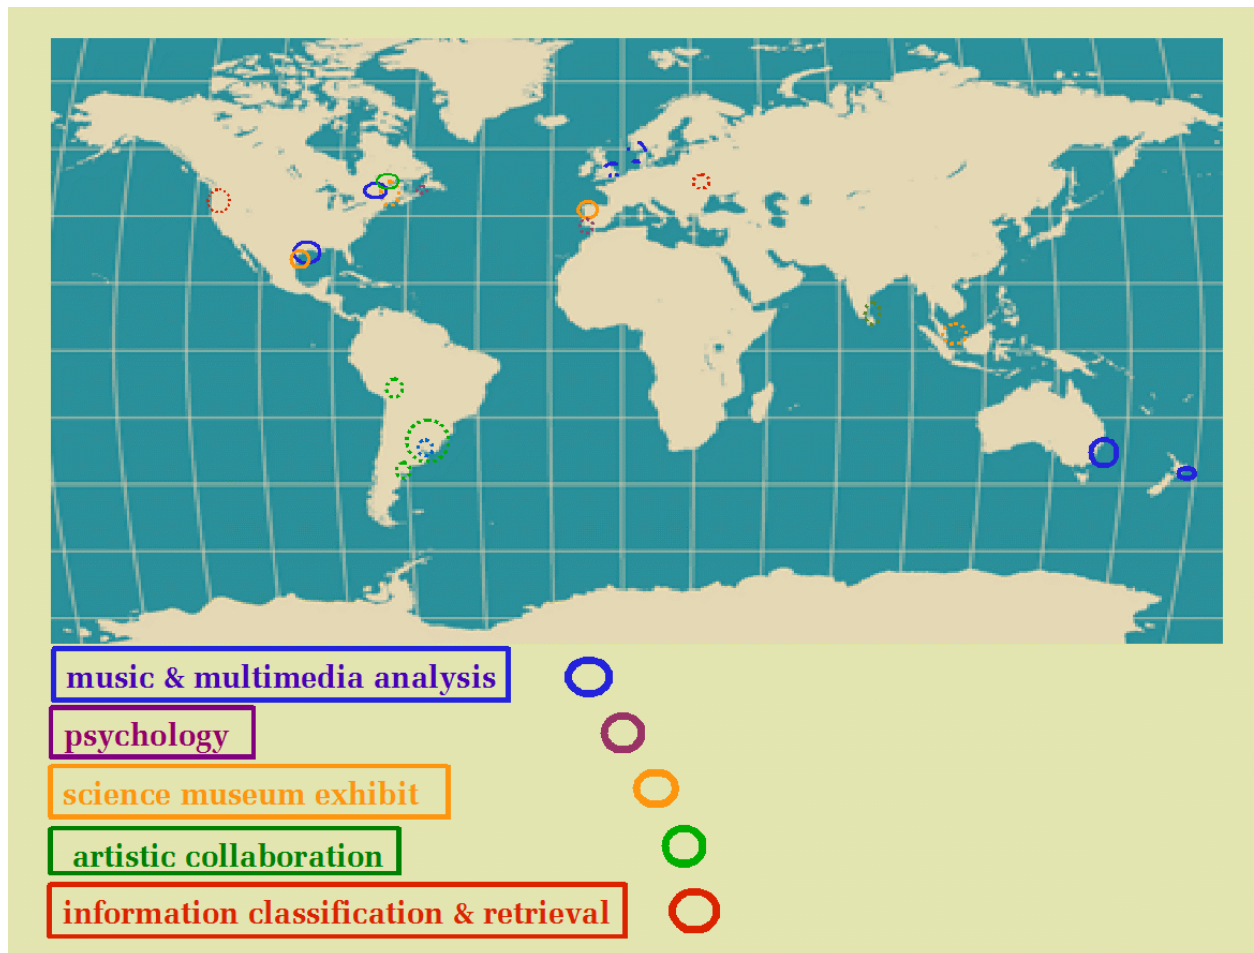 music & multimedia analysis
psychology
science museum exhibit
artistic collaboration
information classification & retrieval